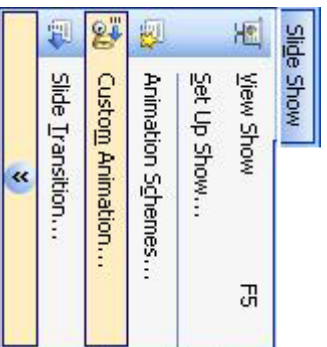 Slide Show
View Show F5
Set Up Show...
Animation Schemes...
Custom Animation...
Slide Transition...